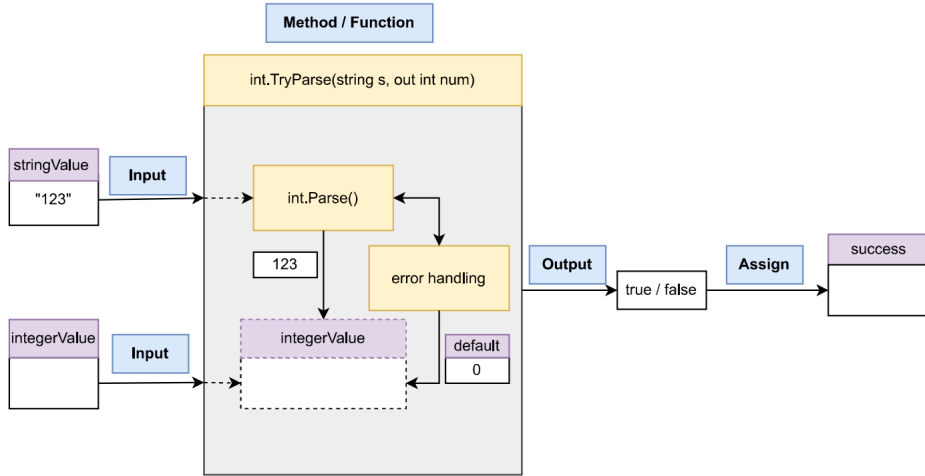 Method / Function
int.TryParse(string s, out int num)
stringValue
"123"
Input
int.Parse()
123
error handling
Output
true / false
Assign
success
integerValue
Input
integerValue
default
0